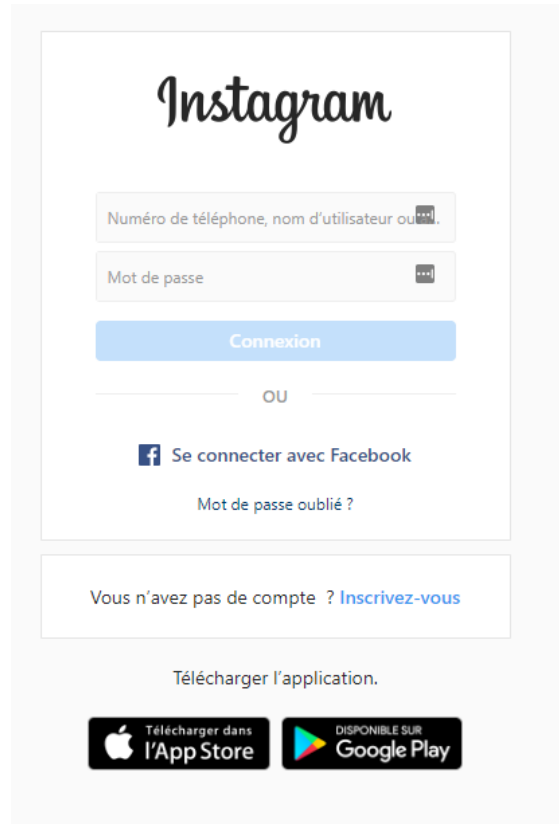 Instagram
Numéro de téléphone, nom d’utilisateur ou
Mot de passe
Connexion
OU
Se connecter avec Facebook
Mot de passe oublié ?
Vous n’avez pas de compte ? Inscrivez-vous
Télécharger l’application.
Télécharger dans
l’App Store
DISPONIBLE SUR
Google Play